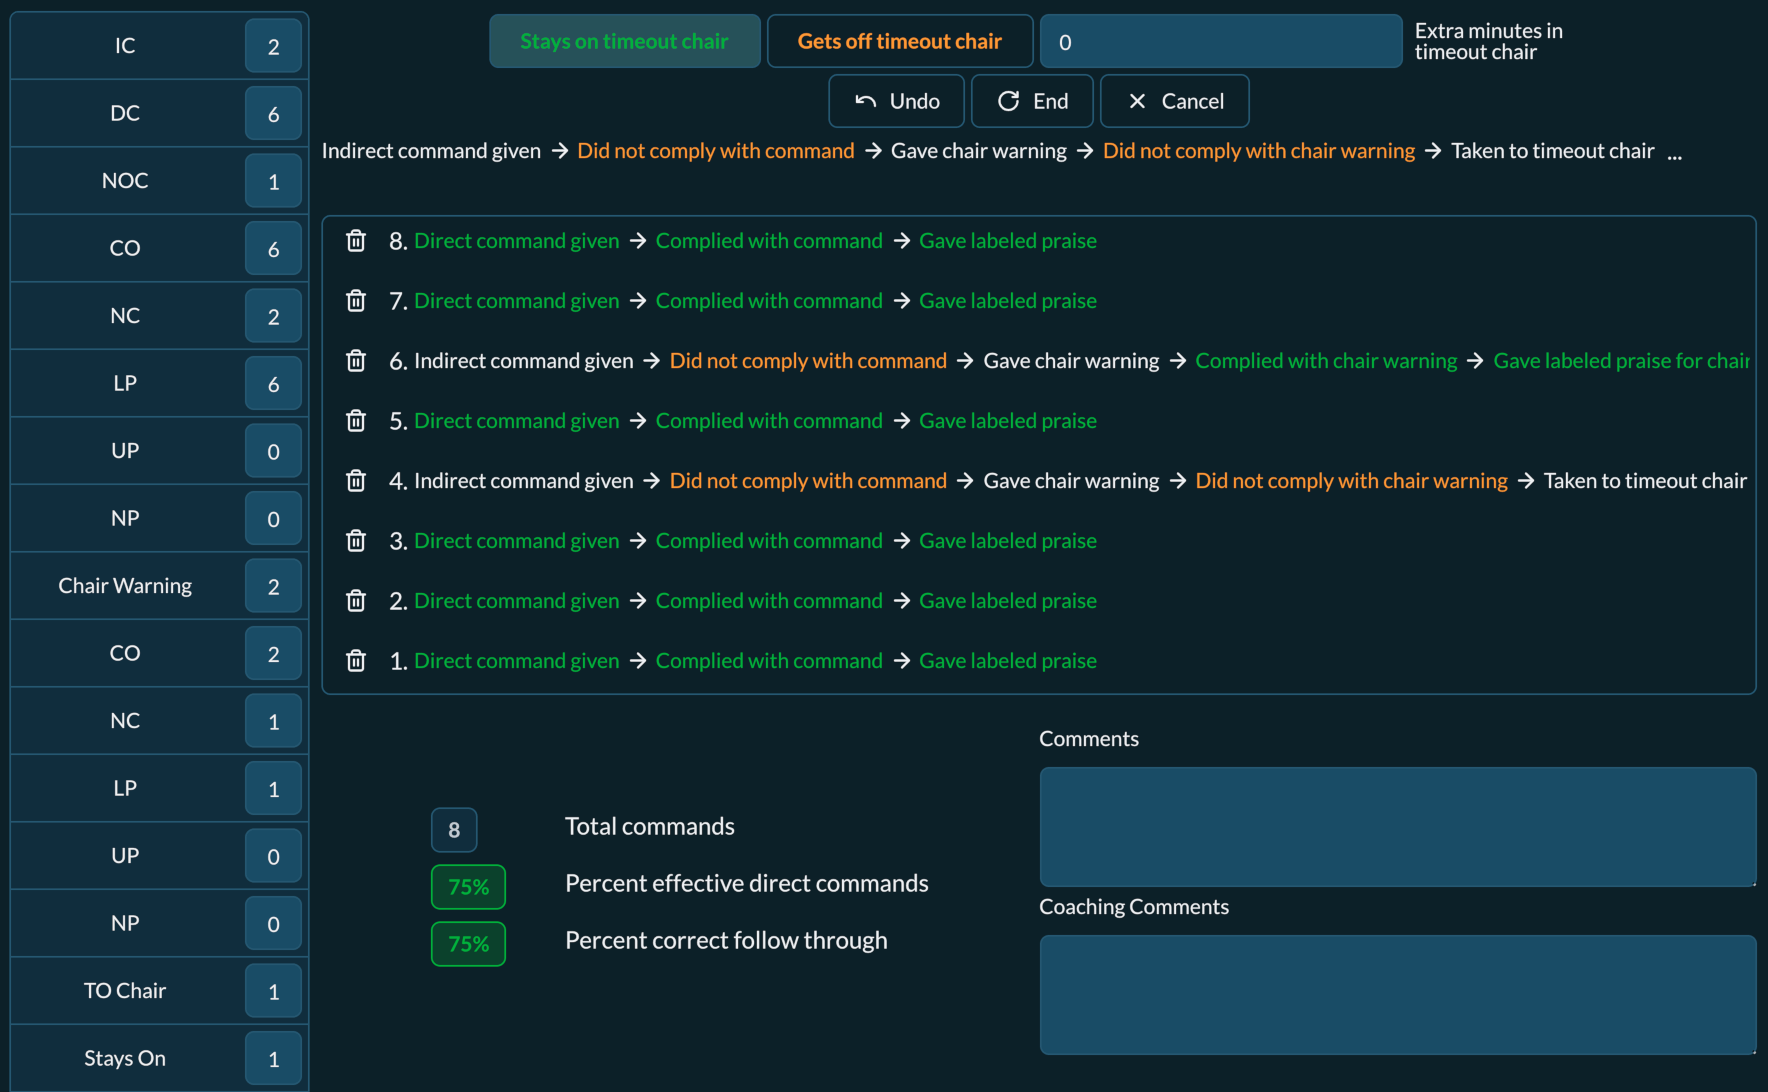 IC 2
DC 6
NOC 1
CO 6
NC 2
LP 6
UP 0
NP 0
Chair Warning 2
CO 2
NC 1
LP 1
UP 0
NP 0
TO Chair 1
Stays On 1
Stays on timeout chair
Gets off timeout chair
0
Extra minutes in
timeout chair
Undo
End
Cancel
Indirect command given → Did not comply with command → Gave chair warning → Did not comply with chair warning → Taken to timeout chair ...
8. Direct command given → Complied with command → Gave labeled praise
7. Direct command given → Complied with command → Gave labeled praise
6. Indirect command given → Did not comply with command → Gave chair warning → Complied with chair warning → Gave labeled praise for chair
5. Direct command given → Complied with command → Gave labeled praise
4. Indirect command given → Did not comply with command → Gave chair warning → Did not comply with chair warning → Taken to timeout chair
3. Direct command given → Complied with command → Gave labeled praise
2. Direct command given → Complied with command → Gave labeled praise
1. Direct command given → Complied with command → Gave labeled praise
8 Total commands
75% Percent effective direct commands
75% Percent correct follow through
Comments
Coaching Comments